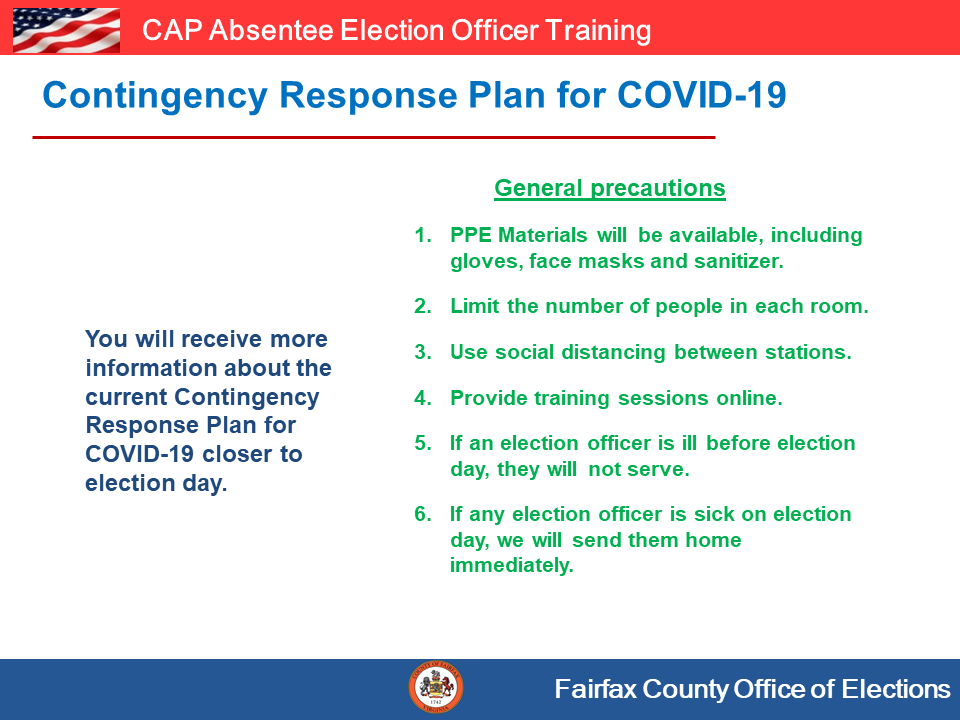 CAP Absentee Election Officer Training
Contingency Response Plan for COVID-19
You will receive more
information about the
current Contingency
Response Plan for
COVID-19 closer to
election day.
General precautions
1. PPE Materials will be available, including
gloves, face masks and sanitizer.
2. Limit the number of people in each room.
3. Use social distancing between stations.
4. Provide training sessions online.
5. If an election officer is ill before election
day, they will not serve.
6. If any election officer is sick on election
day, we will send them home
immediately.
COUNTY OF FAIRFAX
1742
VIRGINIA
Fairfax County Office of Elections